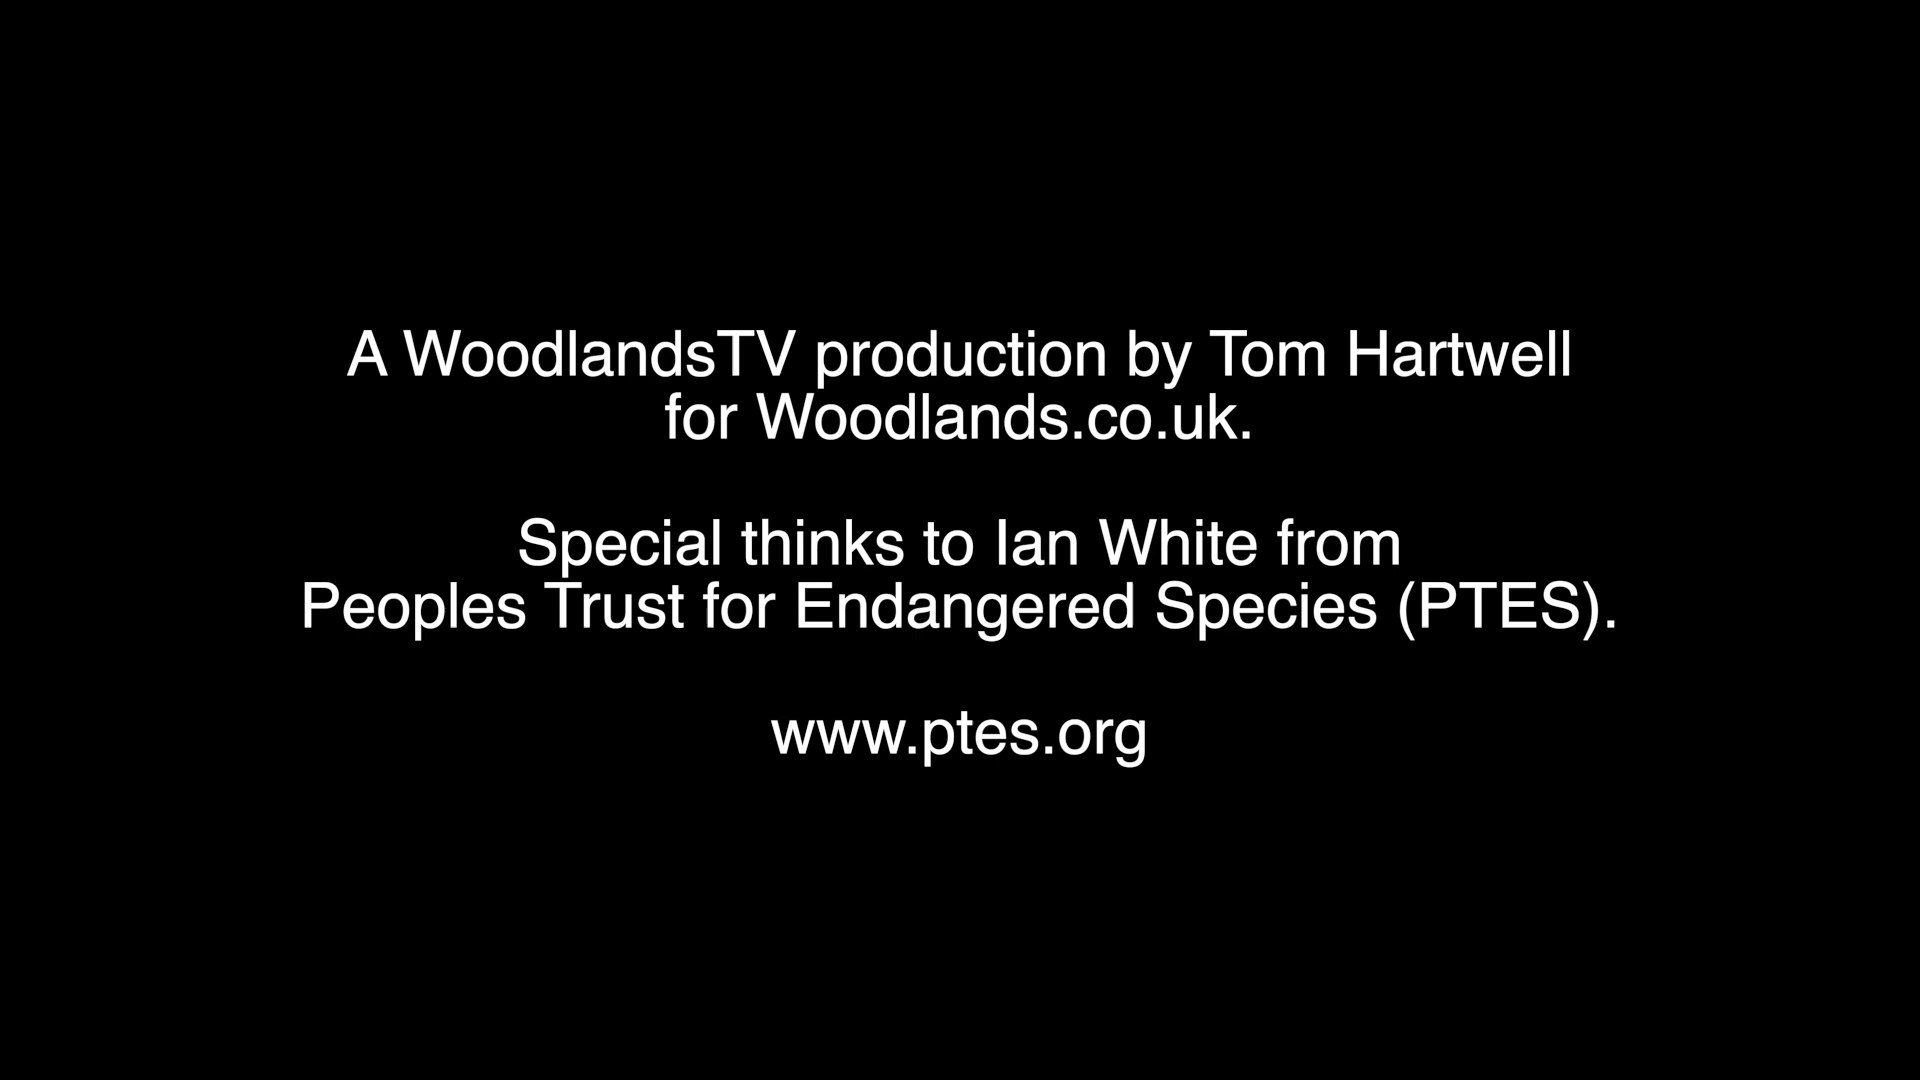 A WoodlandsTV production by Tom Hartwell
for Woodlands.co.uk.
Special thinks to Ian White from
Peoples Trust for Endangered Species (PTES).
www.ptes.org